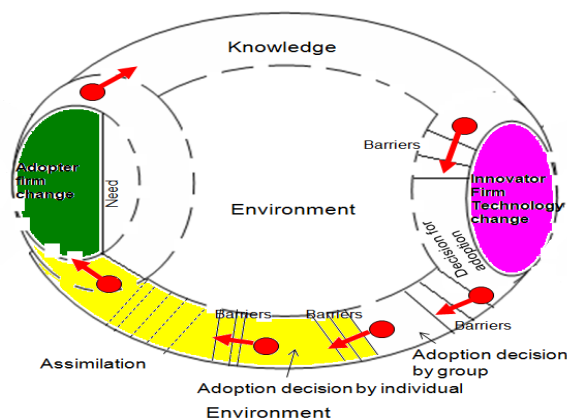 Knowledge
Barriers
Adopter
firm
change
Need
Innovator
Firm
Technology
change
Environment
Decision for
adoption
Barriers
Barriers
Barriers
Assimilation
Adoption decision
by group
Adoption decision by individual
Environment